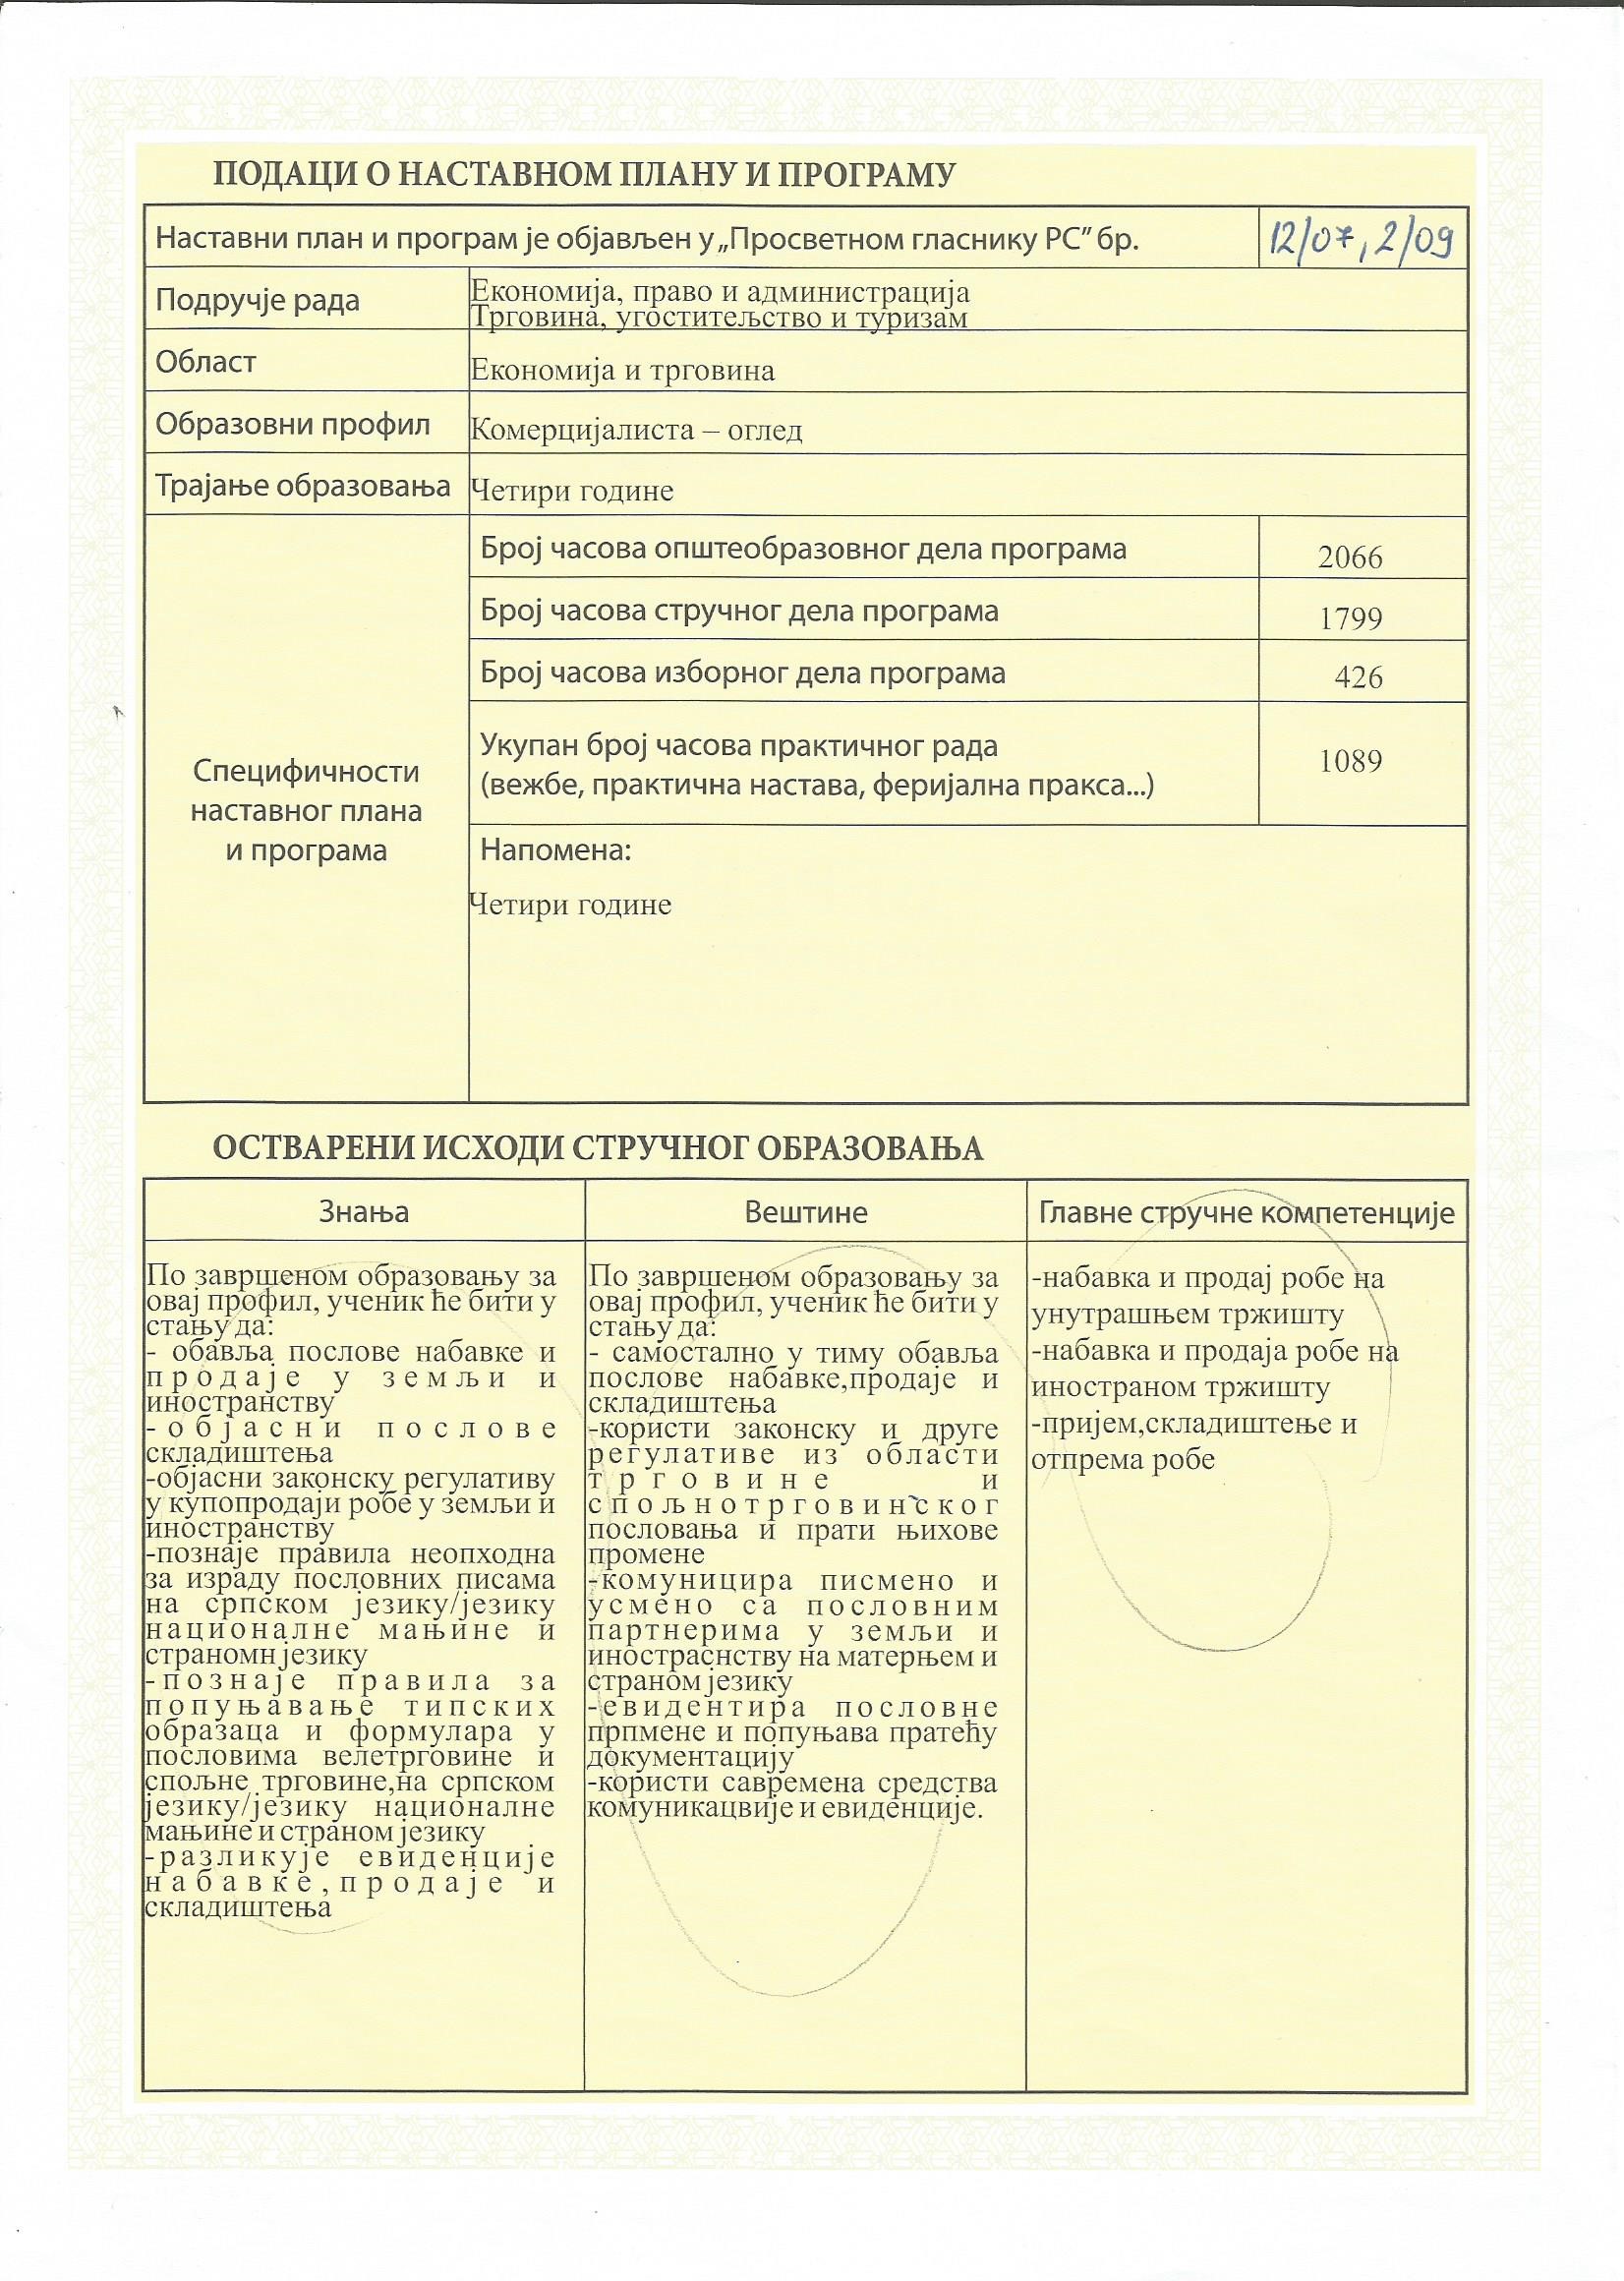 ПОДАЦИ О НАСТАВНОМ ПЛАНУ И ПРОГРАМУ
Наставни план и програм је објављен у „Просветном гласнику РС" бр. 12/07, 2/09
Подручје рада
Економија, право и администрација
Трговина, угоститељство и туризам
Област
Економија и трговина
Образовни профил
Комерцијалиста – оглед
Трајање образовања
Четири године
Специфичности
наставног плана
и програма
Број часова општеобразовног дела програма 2066
Број часова стручног дела програма 1799
Број часова изборног дела програма 426
Укупан број часова практичног рада
(вежбе, практична настава, феријална пракса...)
1089
Напомена:
Четири године
ОСТВАРЕНИ ИСХОДИ СТРУЧНОГ ОБРАЗОВАЊА
Знања
По завршеном образовању за
овај профил, ученик ће бити у
стању да:
- обавља послове набавке и
продаје у земљи и
иностранству
-објасни послове
складиштења
-објасни законску регулативу
у купопродаји робе у земљи и
иностранству
-познаје правила неопходна
за израду пословних писама
на српском језику/језику
националне мањине и
страномнјезику
-познаје правила за
попуњавање типских
образаца и формулара у
пословима велетрговине и
спољне трговине,на српском
језику/језику националне
мањине и страном језику
-разликује евиденције
набавке,продаје и
складиштења
Вештине
По завршеном образовању за
овај профил, ученик ће бити у
стању да:
- самостално у тиму обавља
послове набавке,продаје и
складиштења
-користи законску и друге
регулативе из области
трговине и
спољнотрговинског
пословања и прати њихове
промене
-комуницира писмено и
усмено са пословним
партнерима у земљи и
инострaснству на матерњем и
страном језику
-евидентира пословне
прпмене и попуњава пратећу
документацију
-користи савремена средства
комуникацвије и евиденције.
Главне стручне компетенције
-набавка и продај робе на
унутрашњем тржишту
-набавка и продаја робе на
иностраном тржишту
-пријем,складиштење и
отпрема робе